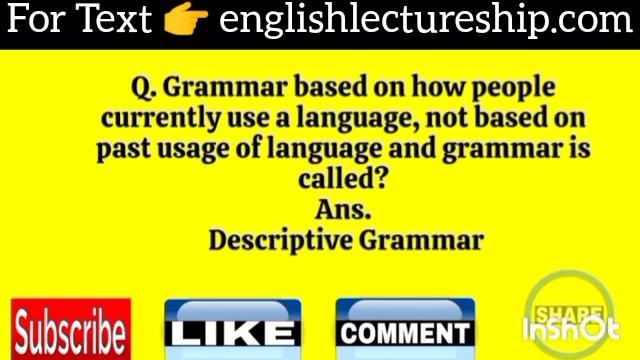 For Text 👉 englishlectureship.com
Q. Grammar based on how people
currently use a language, not based on
past usage of language and grammar is
called?
Ans.
Descriptive Grammar
Subscribe
LIKE
COMMENT
SHARE
InShOt